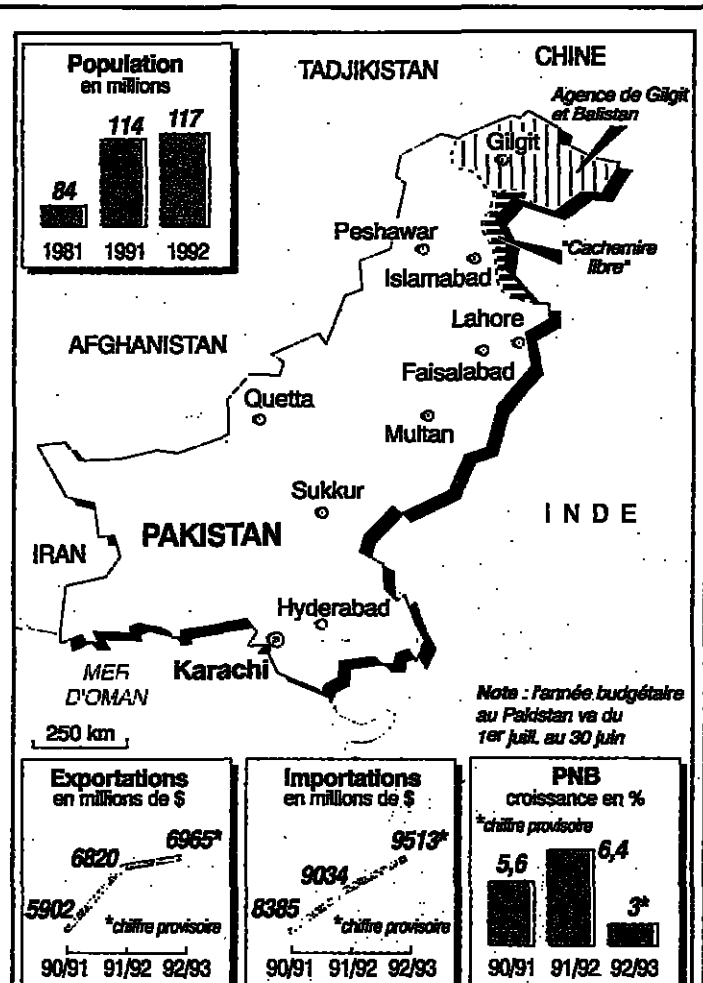 Population
en millions
84
114
117
1981 1991 1992
TADJIKISTAN
CHINE
Agence de Gilgit
et Balistan
Gilgit
Peshawar
Islamabad
"Cachemire
libre"
AFGHANISTAN
Lahore
Faisalabad
Quetta
Multan
Sukkur
INDE
PAKISTAN
IRAN
Hyderabad
Karachi
MER
D'OMAN
250 km
Note : l'année budgétaire
au Pakistan va du
1er juill. au 30 juin
Exportations
en millions de $
5902
6820
6965*
*chiffre provisoire
90/91 91/92 92/93
Importations
en millions de $
8385
9034
9513*
*chiffre provisoire
90/91 91/92 92/93
PNB
croissance en %
*chiffre provisoire
5,6
6,4
3*
90/91 91/92 92/93